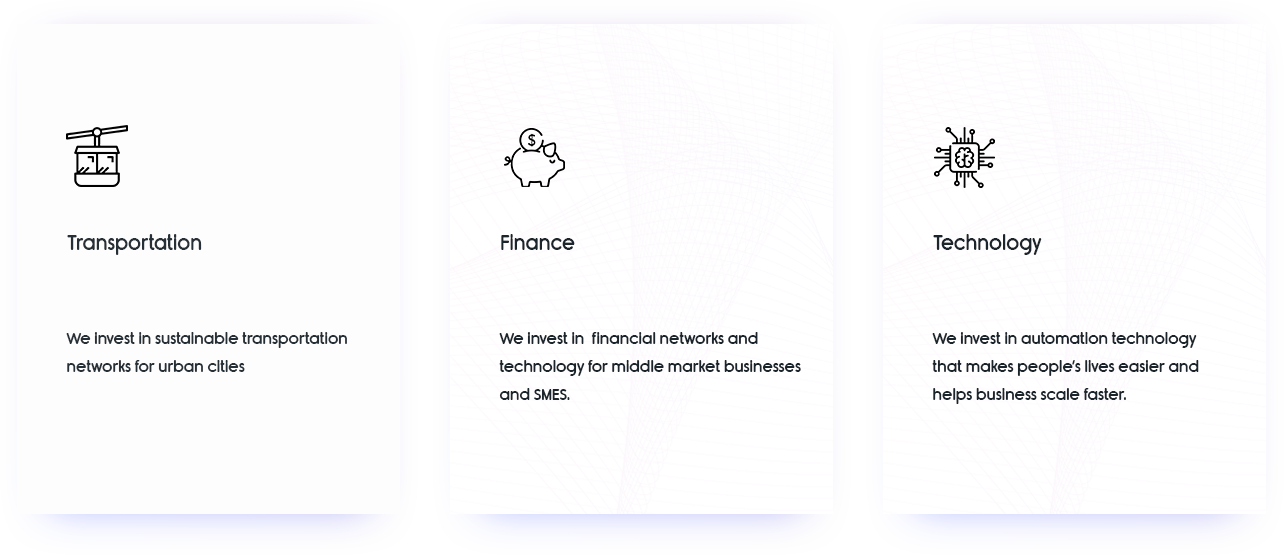 $
Transportation
We invest in sustainable transportation
networks for urban cities
Finance
We invest in  financial networks and
technology for middle market businesses
and SMES.
Technology
We invest in automation technology
that makes people's lives easier and
helps business scale faster.